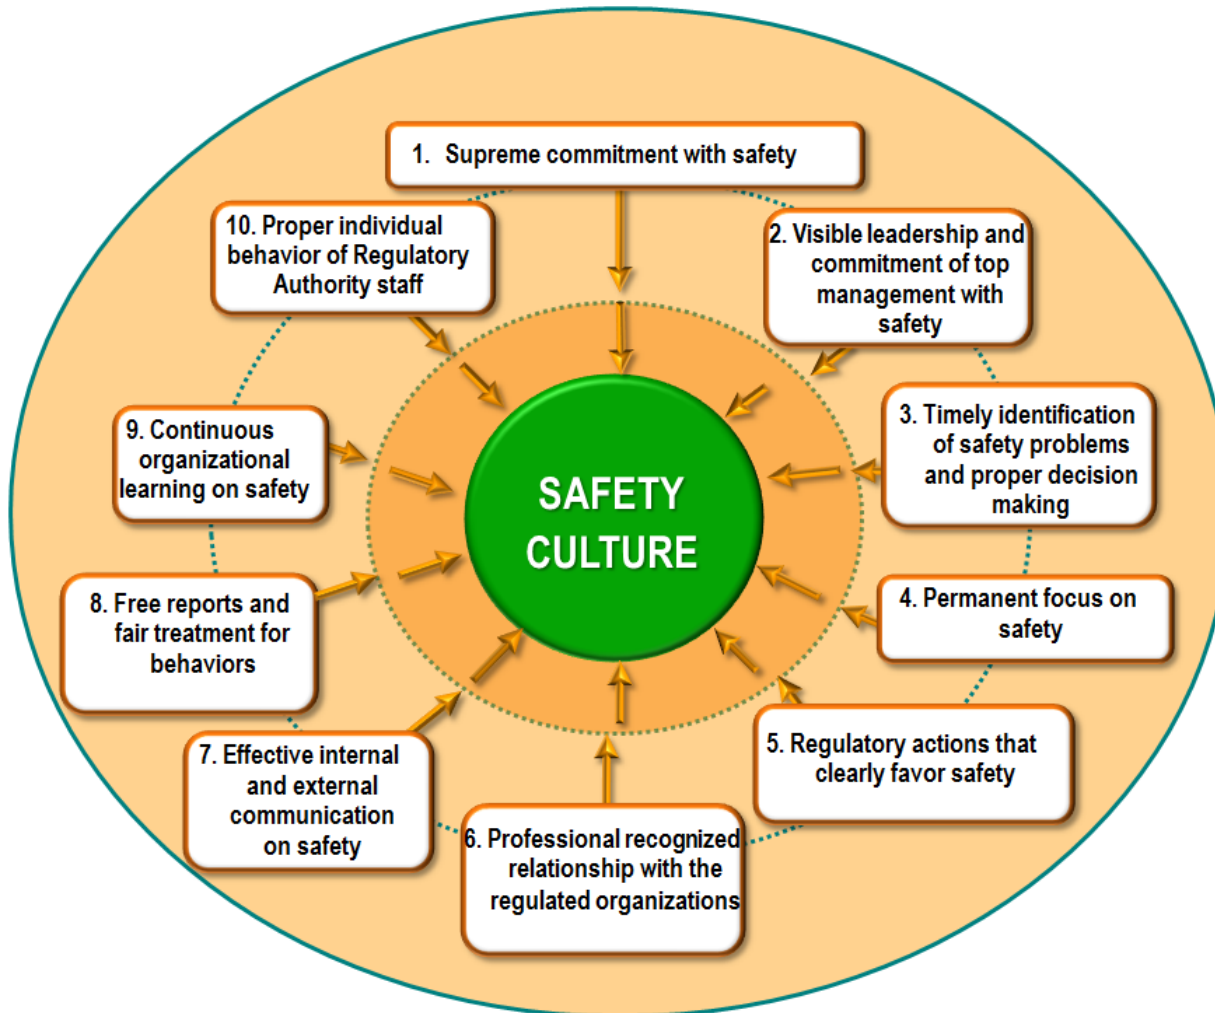 1. Supreme commitment with safety
10. Proper individual
behavior of Regulatory
Authority staff
2. Visible leadership and
commitment of top
management with
safety
9. Continuous
organizational
learning on safety
3. Timely identification
of safety problems
and proper decision
making
SAFETY
CULTURE
8. Free reports and
fair treatment for
behaviors
4. Permanent focus on
safety
7. Effective internal
and external
communication
on safety
5. Regulatory actions that
clearly favor safety
6. Professional recognized
relationship with the
regulated organizations